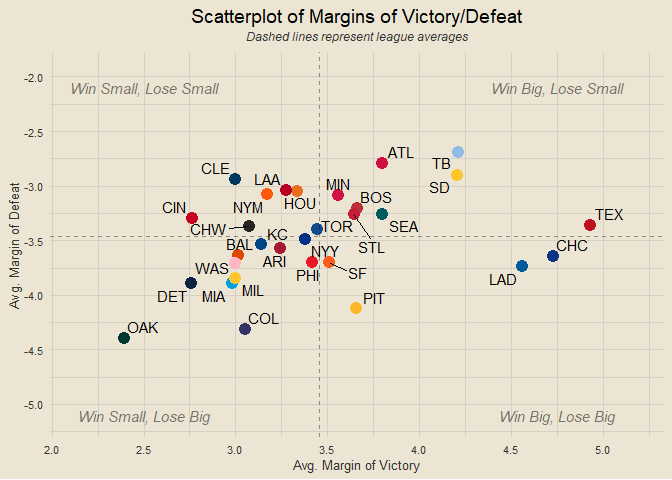 Scatterplot of Margins of Victory/Defeat
Dashed lines represent league averages
-2.0
Win Small, Lose Small
Win Big, Lose Small
-2.5
ATL
TB
CLE
LAA
MIN
SD
-3.0
HOU
BOS
CIN
NYM
TEX
CHW
KC
TOR
SEA
-3.5
BAL
NYY
STL
CHC
WAS
ARI
PHI
SF
LAD
DET
MIA
MIL
PIT
-4.0
OAK
COL
-4.5
-5.0
Win Small, Lose Big
Win Big, Lose Big
2.0
2.5
3.0
3.5
4.0
4.5
5.0
Avg. Margin of Victory
Avg. Margin of Defeat